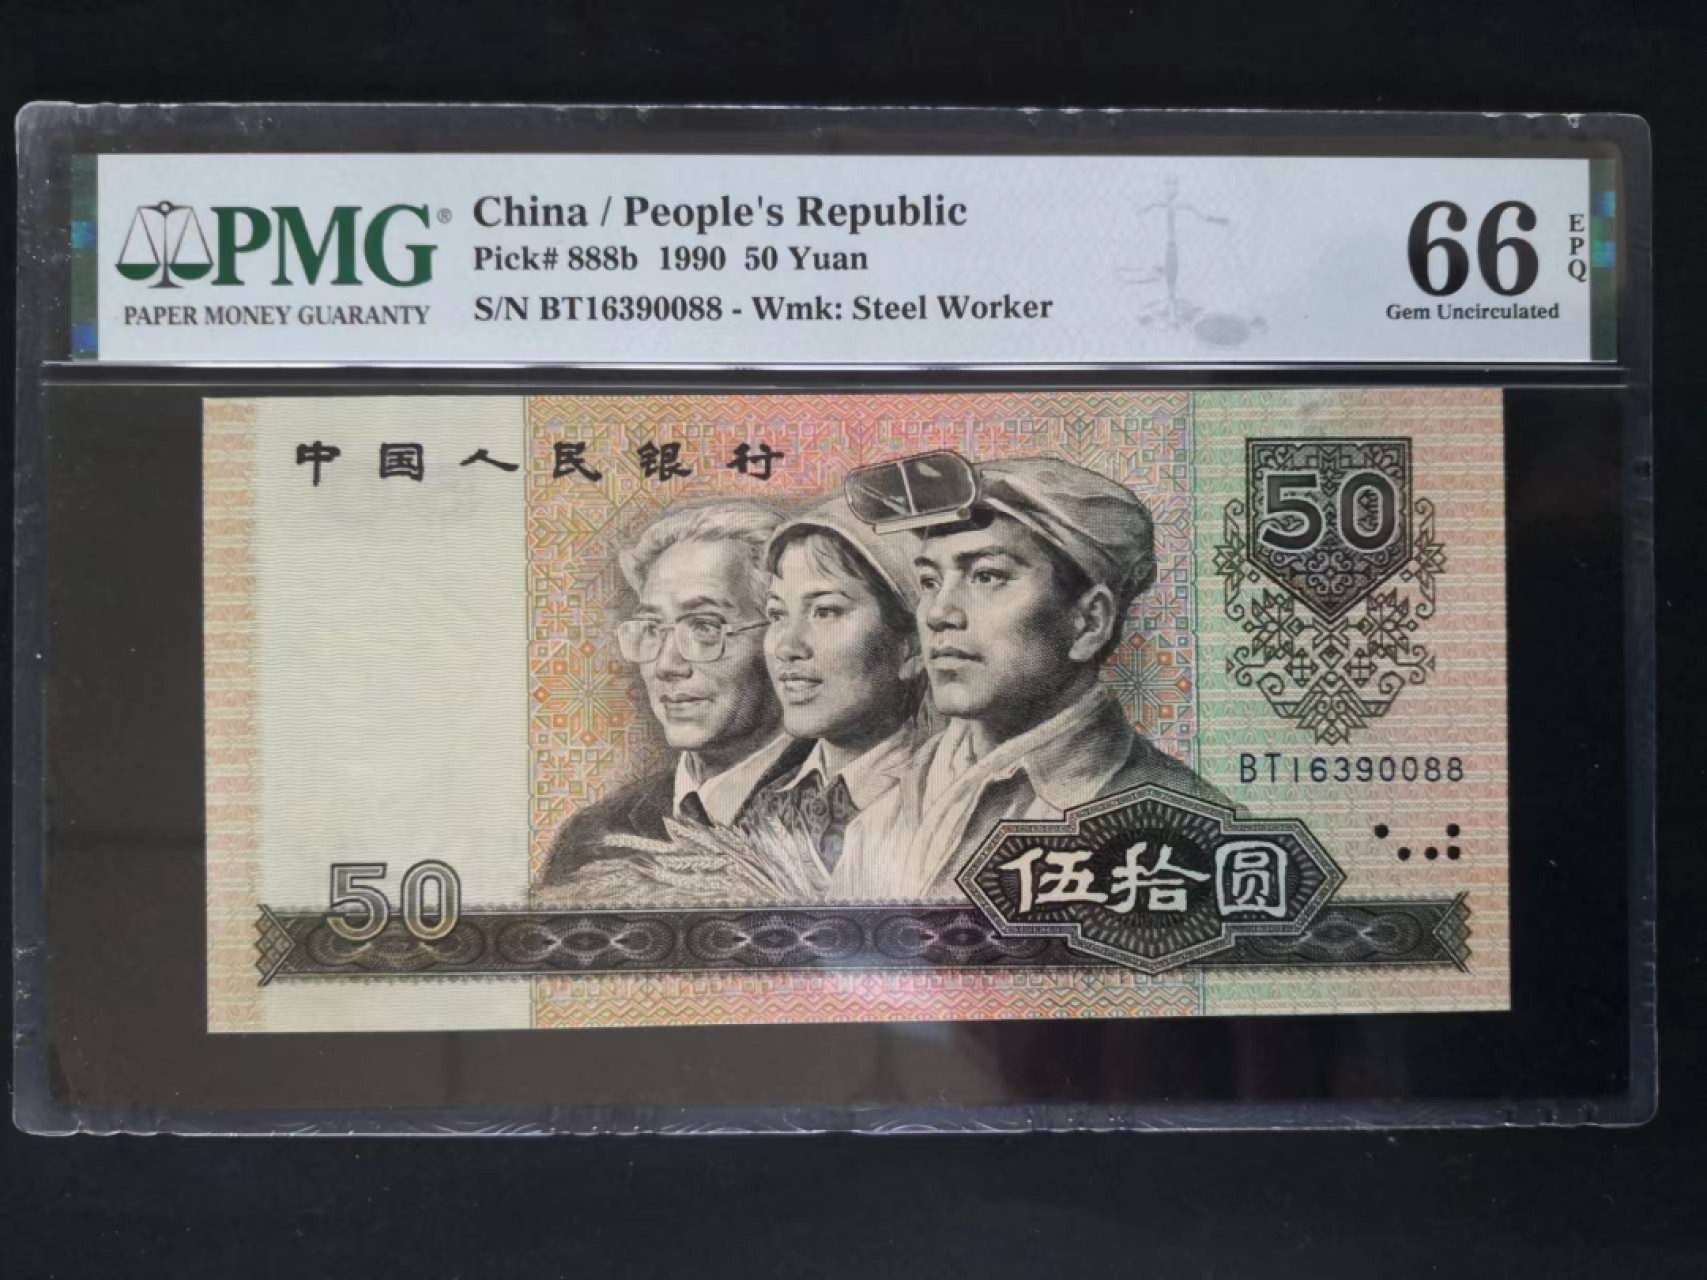 PMG®
PAPER MONEY GUARANTY
China / People's Republic
Pick# 888b 1990 50 Yuan
S/N BT16390088 - Wmk: Steel Worker
66
EPQ
Gem Uncirculated
中国人民银行
50
BT16390088
伍拾圆
50